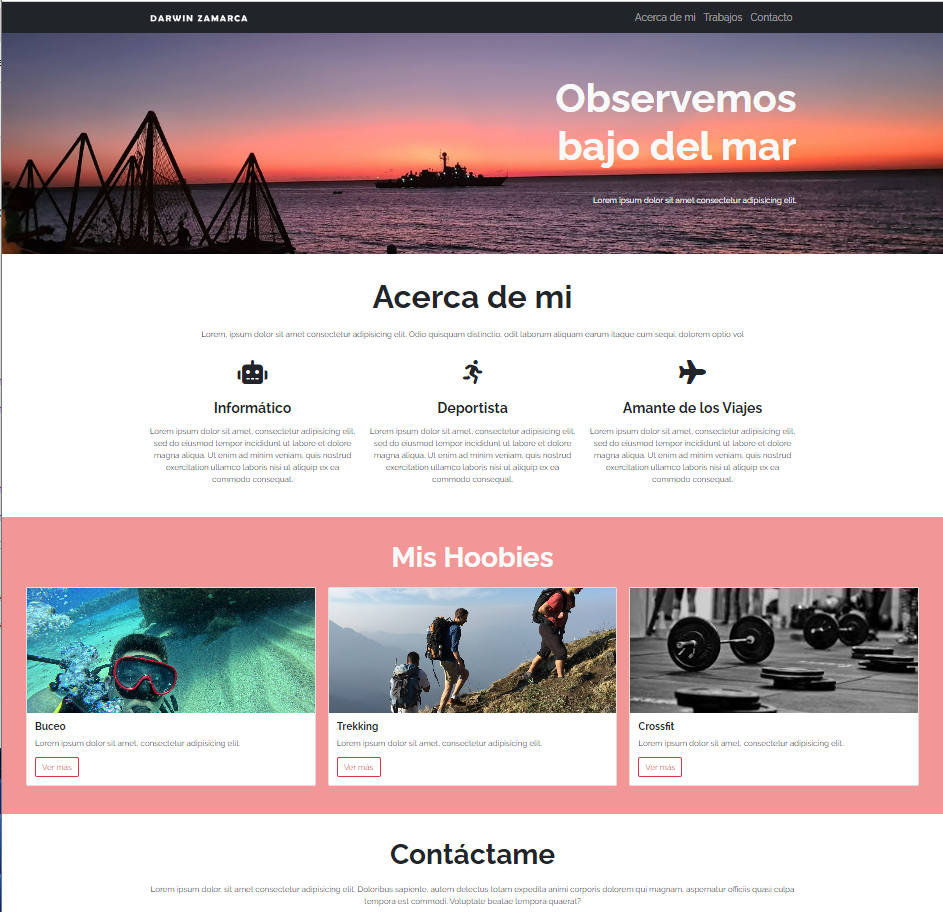 DARWIN ZAMARCA
Acerca de mi Trabajos Contacto
Observemos
bajo del mar
Lorem ipsum dolor sit amet consectetur adipisicing elit.
Acerca de mi
Lorem, ipsum dolor sit amet consectetur adipisicing elit. Odio quisquam distinctio, odit laborum aliquam earum itaque cum sequi, dolorem optio vol
Informático
Lorem ipsum dolor sit amet, consectetur adipiscing elit,
sed do eiusmod tempor incididunt ut labore et dolore
magna aliqua. Ut enim ad minim veniam, quis nostrud
exercitation ullamco laboris nisi ut aliquip ex ea
commodo consequat.
Deportista
Lorem ipsum dolor sit amet, consectetur adipiscing elit,
sed do eiusmod tempor incididunt ut labore et dolore
magna aliqua. Ut enim ad minim veniam, quis nostrud
exercitation ullamco laboris nisi ut aliquip ex ea
commodo consequat.
Amante de los Viajes
Lorem ipsum dolor sit amet, consectetur adipiscing elit,
sed do eiusmod tempor incididunt ut labore et dolore
magna aliqua. Ut enim ad minim veniam, quis nostrud
exercitation ullamco laboris nisi ut aliquip ex ea
commodo consequat.
Mis Hoobies
Buceo
Lorem ipsum dolor sit amet, consectetur adipisicing elit.
Ver más
Trekking
Lorem ipsum dolor sit amet, consectetur adipisicing elit.
Ver más
Crossfit
Lorem ipsum dolor sit amet, consectetur adipisicing elit.
Ver más
Contáctame
Lorem ipsum dolor, sit amet consectetur adipisicing elit. Doloribus sapiente, autem delectus totam expedita animi corporis dolorem qui magnam, aspernatur officiis quasi culpa
tempora est commodi. Voluptate beatae tempora quaerat?